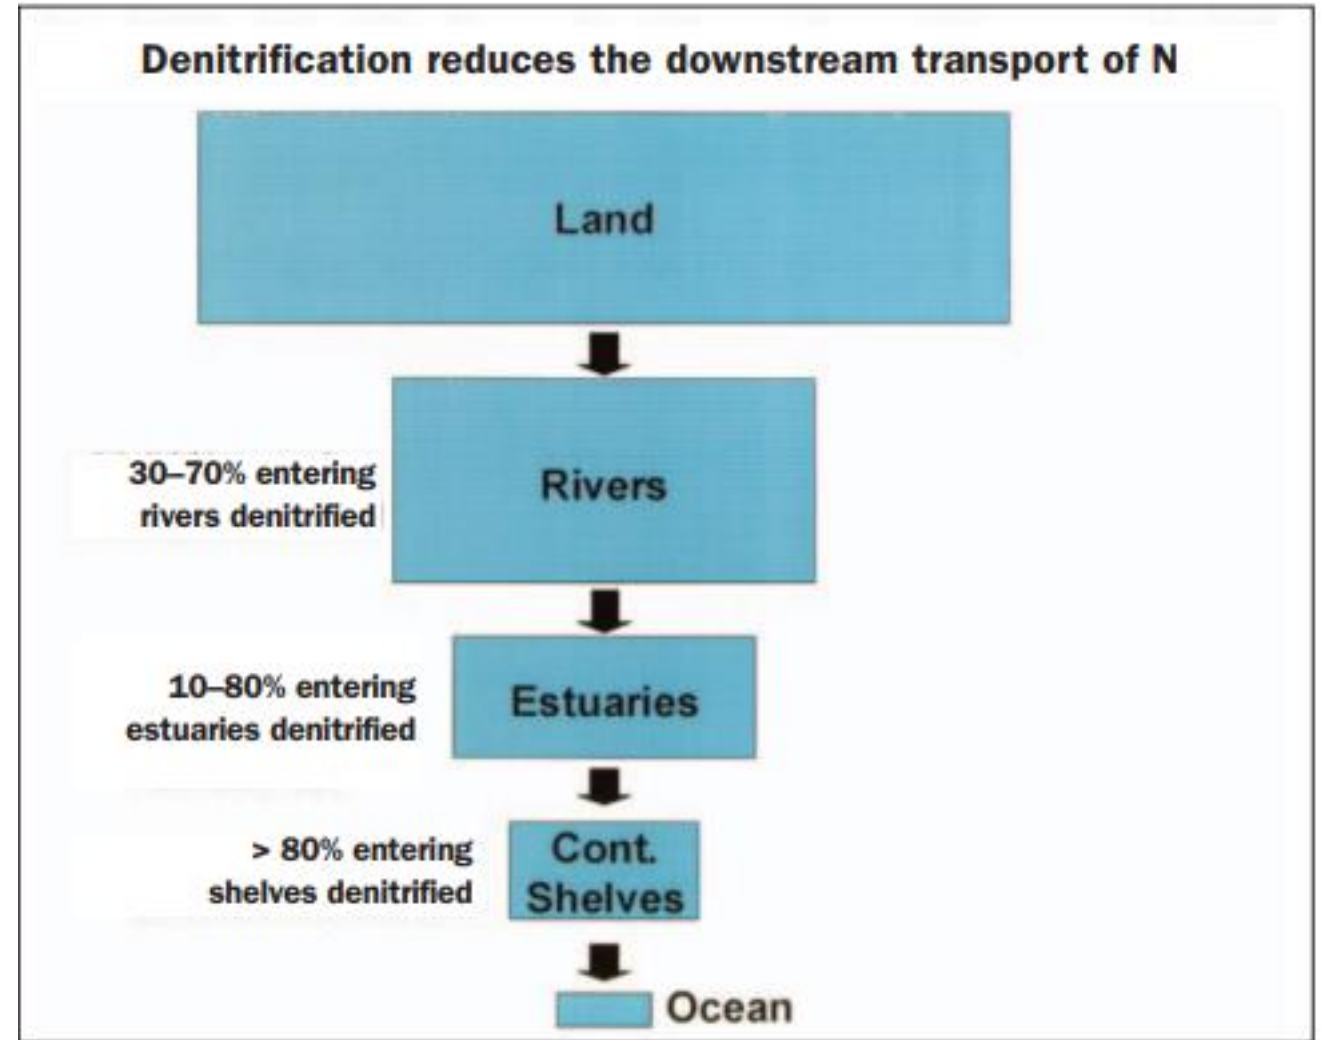 Denitrification reduces the downstream transport of N
Land
30–70% entering
rivers denitrified
Rivers
10–80% entering
estuaries denitrified
Estuaries
> 80% entering
shelves denitrified
Cont.
Shelves
Ocean